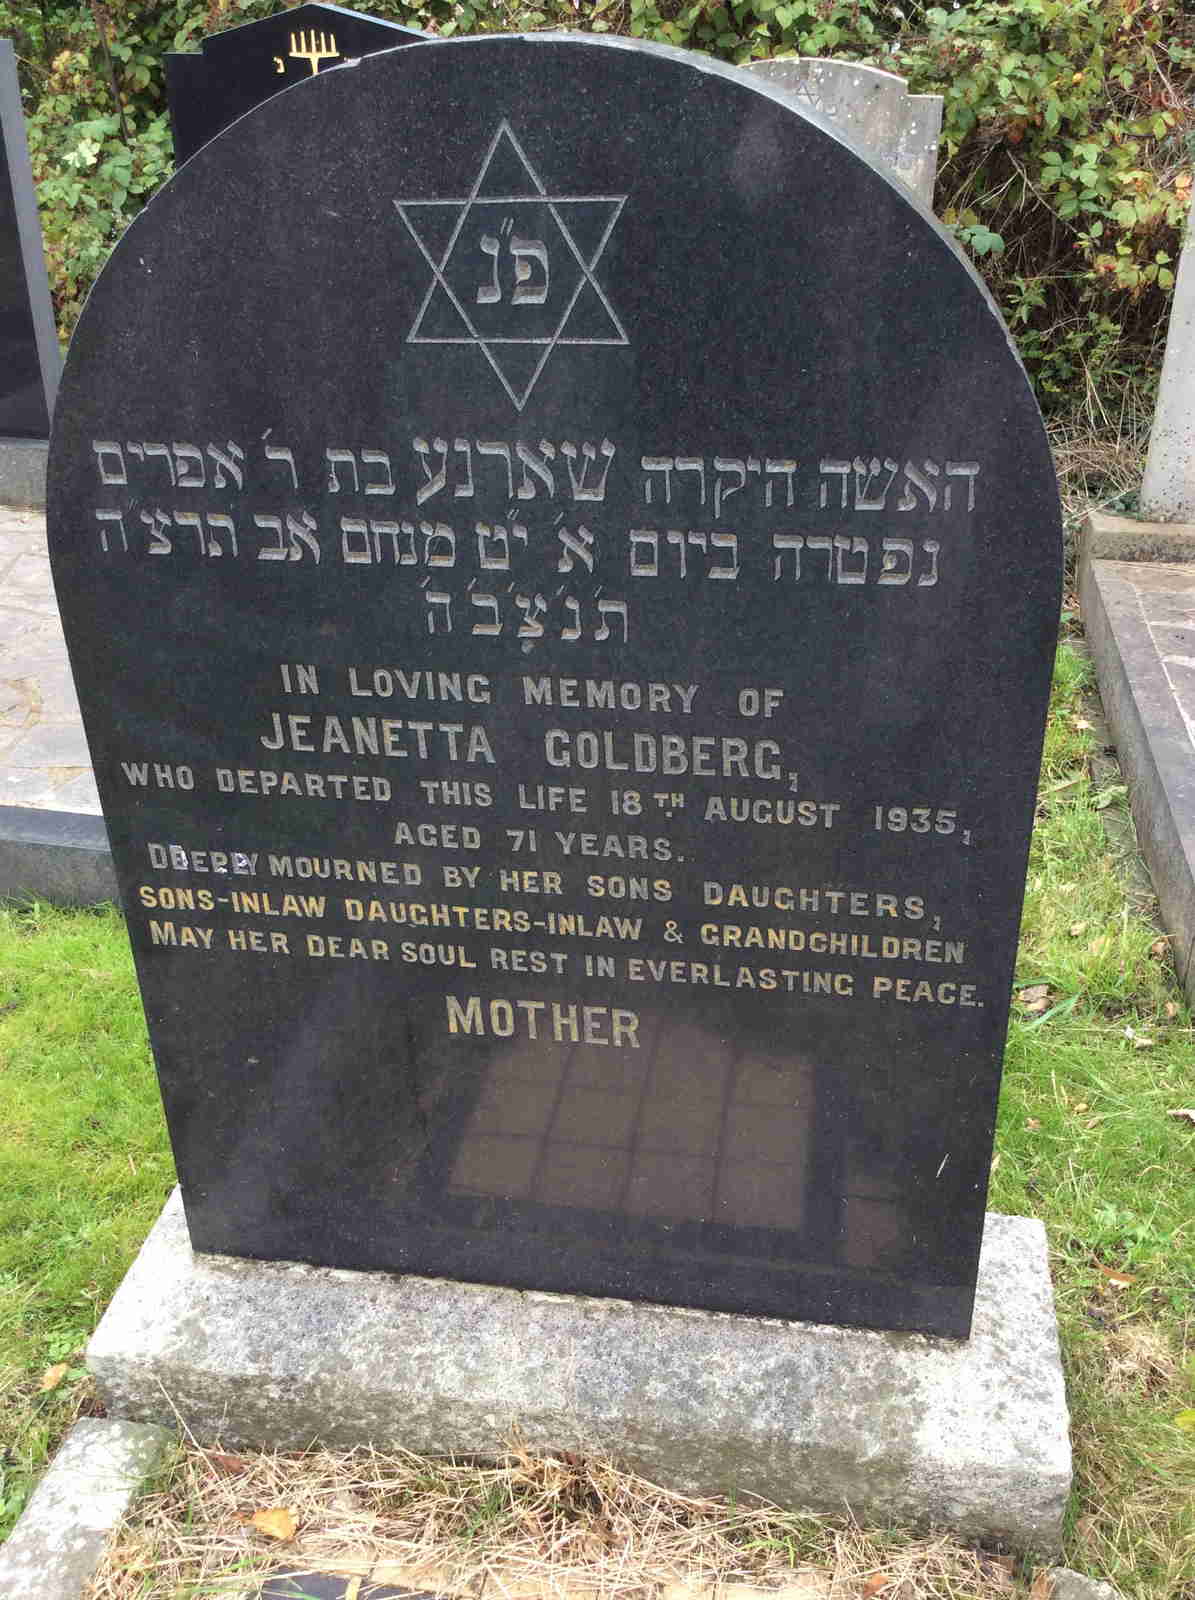 פ"נ
האשה היקרה שארנע בת ר' אפרים
נפטרה ביום א' י"ט מנחם אב תרצ"ה
ת'נ'צ'ב'ה'
IN LOVING MEMORY OF
JEANETTA GOLDBERG,
WHO DEPARTED THIS LIFE 18TH AUGUST 1935,
AGED 71 YEARS.
MOURNED BY HER SONS DAUGHTERS,
SONS-INLAW DAUGHTERS-INLAW & GRANDCHILDREN
MAY HER DEAR SOUL REST IN EVERLASTING PEACE.
MOTHER